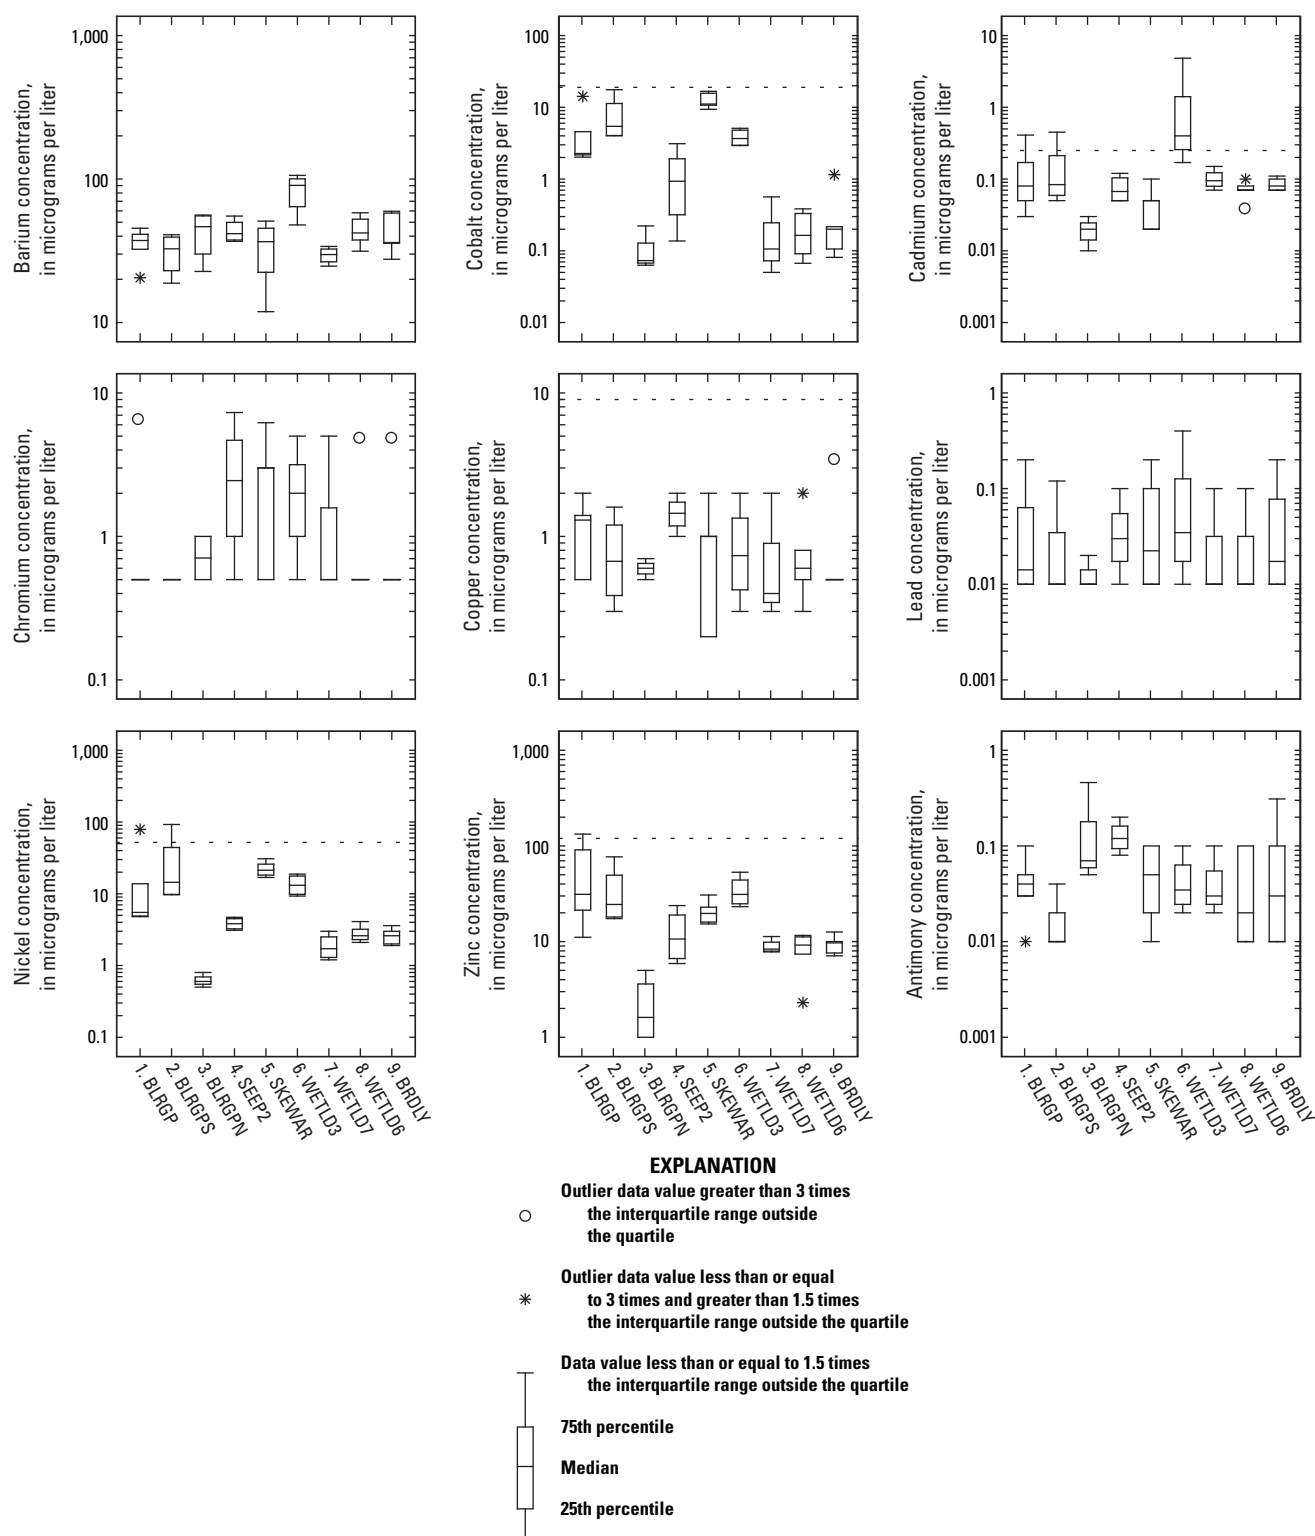 Barium concentration,
in micrograms per liter
1,000
100
10
Cobalt concentration,
in micrograms per liter
100
10
1
0.1
0.01
Cadmium concentration,
in micrograms per liter
10
1
0.1
0.01
0.001
Chromium concentration,
in micrograms per liter
10
1
0.1
Copper concentration,
in micrograms per liter
10
1
0.1
Lead concentration,
in micrograms per liter
1
0.1
0.01
0.001
Nickel concentration,
in micrograms per liter
1,000
100
10
1
0.1
Zinc concentration,
in micrograms per liter
1,000
100
10
1
Antimony concentration,
in micrograms per liter
1
0.1
0.01
0.001
1. BLRGP
2. BLRGPS
3. BLRGPN
4. SEEP2
5. SKEWAR
6. WETLD3
7. WETLD7
8. WETLD6
9. BRDLY
1. BLRGP
2. BLRGPS
3. BLRGPN
4. SEEP2
5. SKEWAR
6. WETLD3
7. WETLD7
8. WETLD6
9. BRDLY
1. BLRGP
2. BLRGPS
3. BLRGPN
4. SEEP2
5. SKEWAR
6. WETLD3
7. WETLD7
8. WETLD6
9. BRDLY
EXPLANATION
Outlier data value greater than 3 times
the interquartile range outside
the quartile
Outlier data value less than or equal
to 3 times and greater than 1.5 times
the interquartile range outside the quartile
Data value less than or equal to 1.5 times
the interquartile range outside the quartile
75th percentile
Median
25th percentile